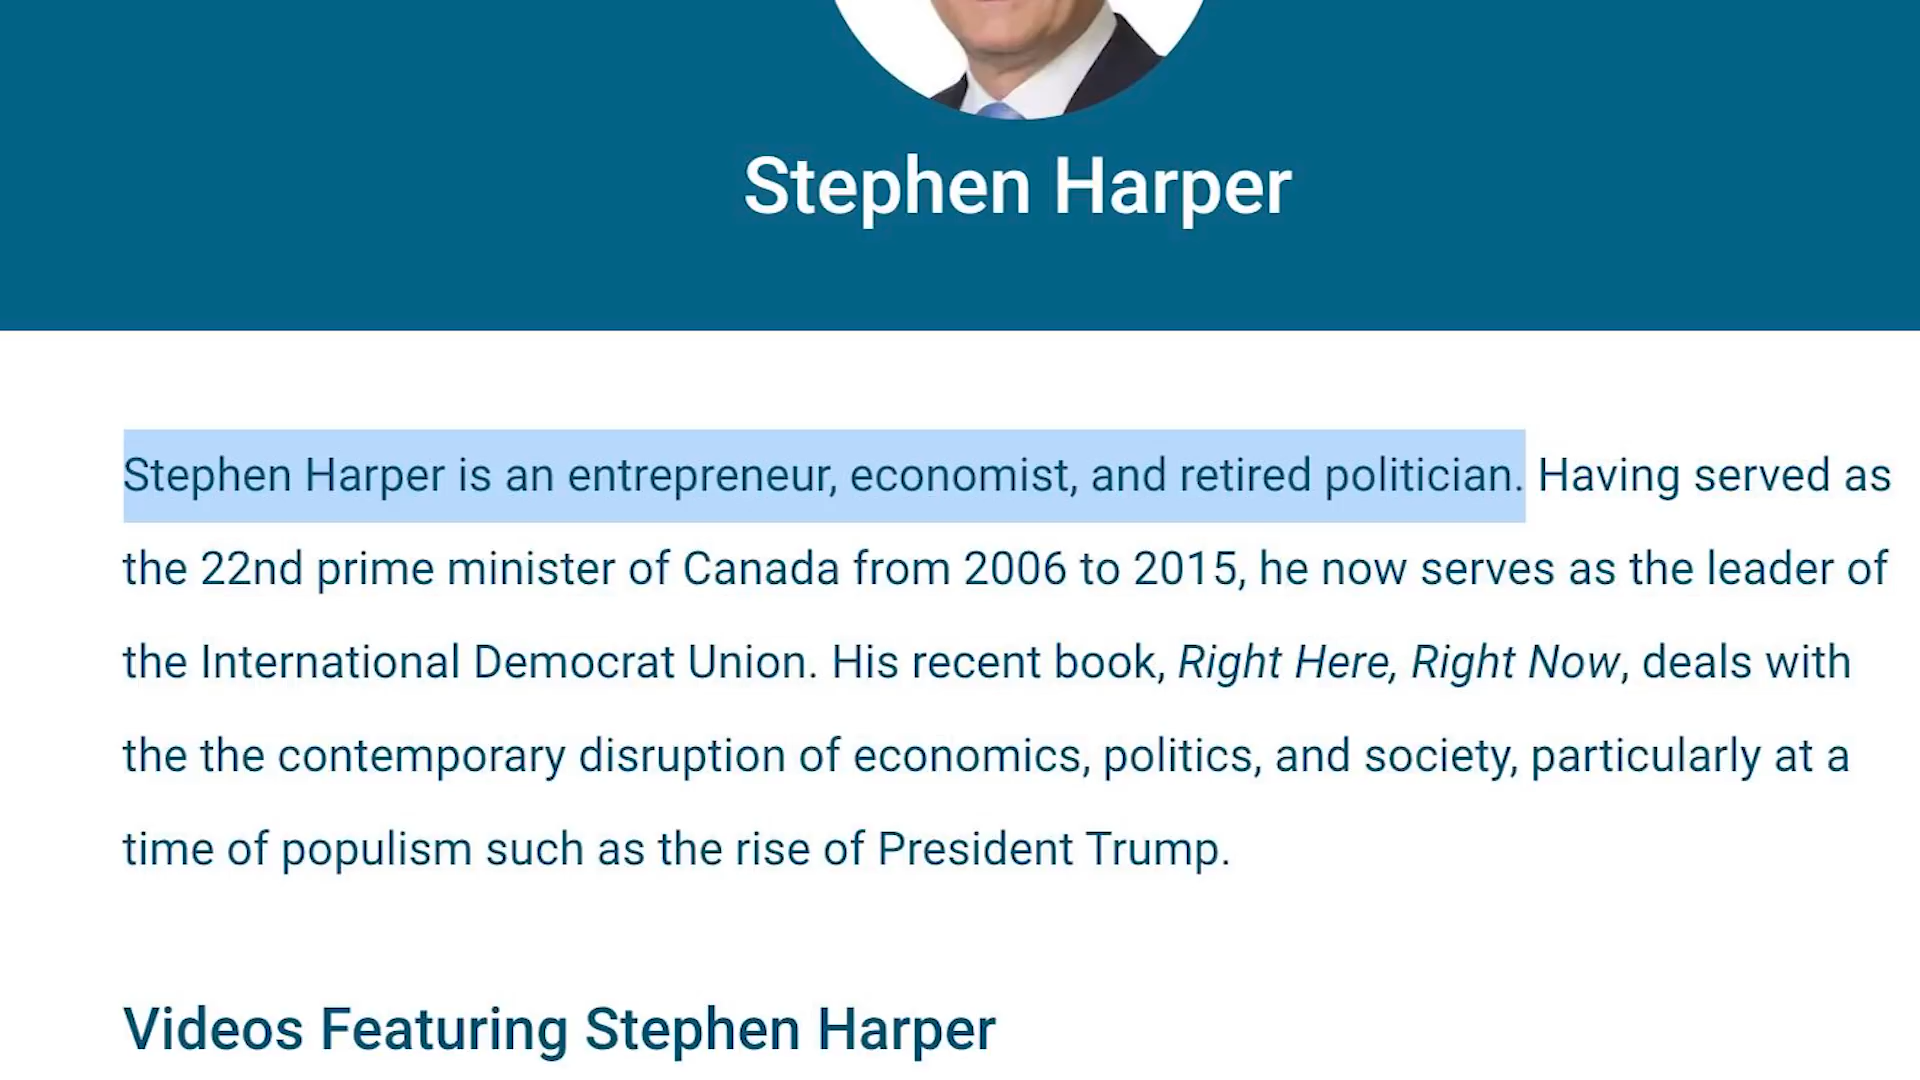 Stephen Harper
Stephen Harper is an entrepreneur, economist, and retired politician. Having served as
the 22nd prime minister of Canada from 2006 to 2015, he now serves as the leader of
the International Democrat Union. His recent book, Right Here, Right Now, deals with
the the contemporary disruption of economics, politics, and society, particularly at a
time of populism such as the rise of President Trump.
Videos Featuring Stephen Harper